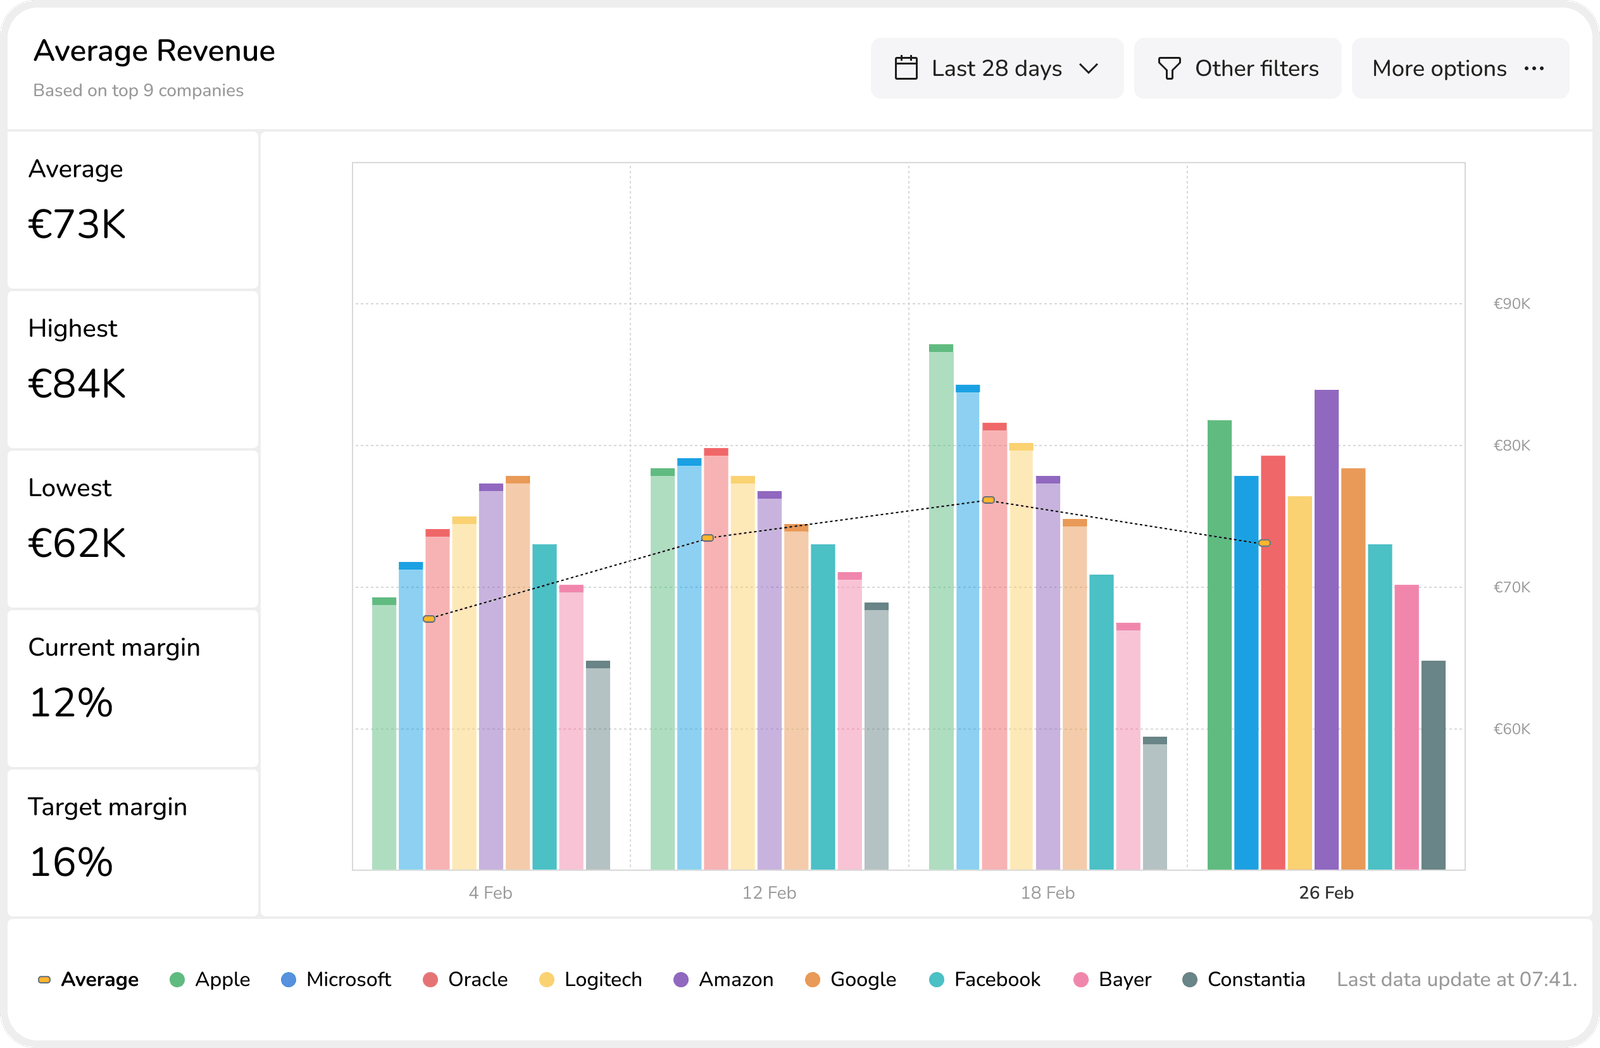 Average Revenue
Based on top 9 companies
Last 28 days
Other filters
More options
Average
€73K
Highest
€84K
Lowest
€62K
Current margin
12%
Target margin
16%
€90K
€80K
€70K
€60K
4 Feb
12 Feb
18 Feb
26 Feb
Average
Apple
Microsoft
Oracle
Logitech
Amazon
Google
Facebook
Bayer
Constantia
Last data update at 07:41.